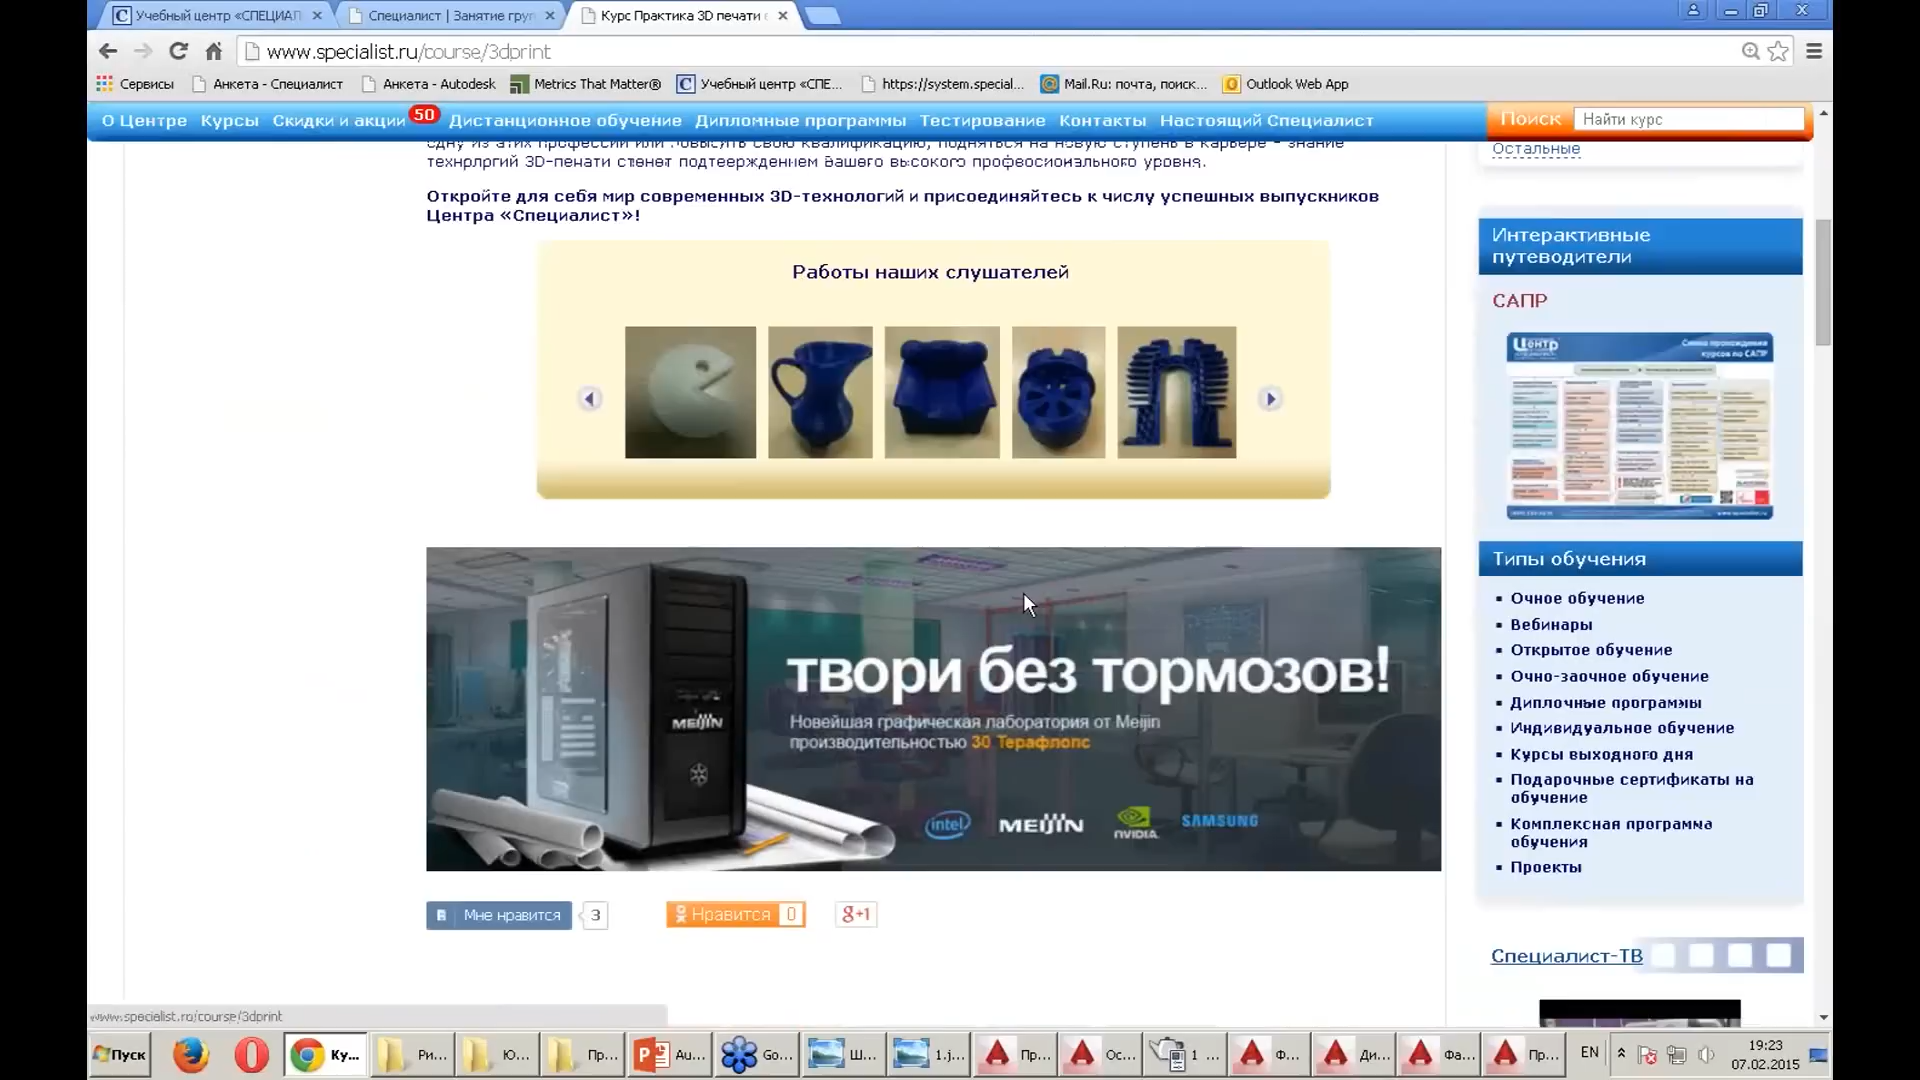 Учебный центр «СПЕЦИАЛ
Специалист | Занятие груп
Курс Практика 3D печати
www.specialist.ru/course/3dprint
Сервисы
Анкета - Специалист
Анкета - Autodesk
Metrics That Matter®
Учебный центр «СПЕ...
https://system.special...
Mail.Ru: почта, поиск...
Outlook Web App
О Центре Курсы Скидки и акции 50 Дистанционное обучение Дипломные программы Тестирование Контакты Настоящий Специалист
Поиск
Найти курс
одну из этих профессий или повысить свою квалификацию, подняться на новую ступень в карьере – знание
технологий 3D-печати станет подтверждением Вашего высокого профессионального уровня.
Откройте для себя мир современных 3D-технологий и присоединяйтесь к числу успешных выпускников
Центра «Специалист»!
Работы наших слушателей
твори без тормозов!
Новейшая графическая лаборатория от Meijin
производительностью 30 Терафлопс
MEIJIN
intel MEIJIN NVIDIA SAMSUNG
Мне нравится 3
Нравится 0
g+1
Остальные
Интерактивные
путеводители
САПР
Центр
Схема прохождения
курсов по САПР
Типы обучения
Очное обучение
Вебинары
Открытое обучение
Очно-заочное обучение
Дипломные программы
Индивидуальное обучение
Курсы выходного дня
Подарочные сертификаты на
обучение
Комплексная программа
обучения
Проекты
Специалист-ТВ
www.specialist.ru/course/3dprint
Пуск
Ку...
Ри...
Ю...
Пр...
Au...
Go...
Ш...
1.j...
Пр...
Ос...
1 ...
Ф...
Ди...
Фа...
Пр...
EN
19:23
07.02.2015